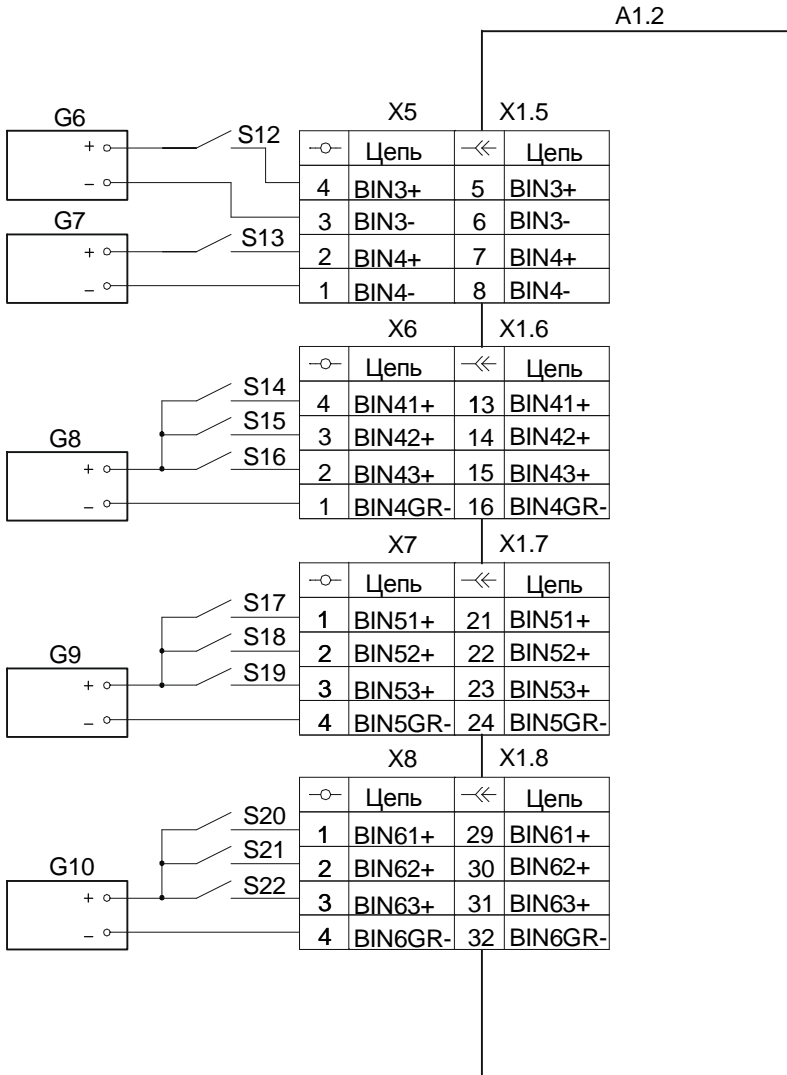 A1.2
X5 X1.5
G6
S12
+
–
Цепь Цепь
4 BIN3+ 5 BIN3+
3 BIN3- 6 BIN3-
G7
S13
+
–
2 BIN4+ 7 BIN4+
1 BIN4- 8 BIN4-
X6 X1.6
Цепь Цепь
S14
4 BIN41+ 13 BIN41+
S15
3 BIN42+ 14 BIN42+
G8
S16
+
–
2 BIN43+ 15 BIN43+
1 BIN4GR- 16 BIN4GR-
X7 X1.7
Цепь Цепь
S17
1 BIN51+ 21 BIN51+
S18
2 BIN52+ 22 BIN52+
G9
S19
+
–
3 BIN53+ 23 BIN53+
4 BIN5GR- 24 BIN5GR-
X8 X1.8
Цепь Цепь
S20
1 BIN61+ 29 BIN61+
S21
2 BIN62+ 30 BIN62+
G10
S22
+
–
3 BIN63+ 31 BIN63+
4 BIN6GR- 32 BIN6GR-